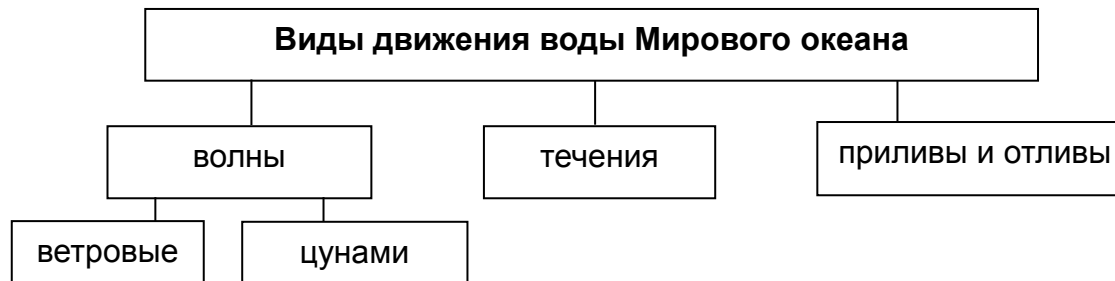 Виды движения воды Мирового океана
волны
течения
приливы и отливы
ветровые
цунами